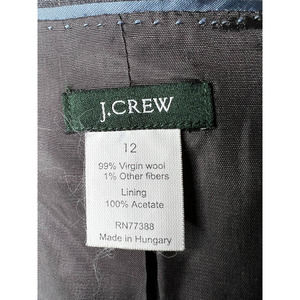 J.CREW
12
99% Virgin wool
1% Other fibers
Lining
100% Acetate
RN77388
Made in Hungary